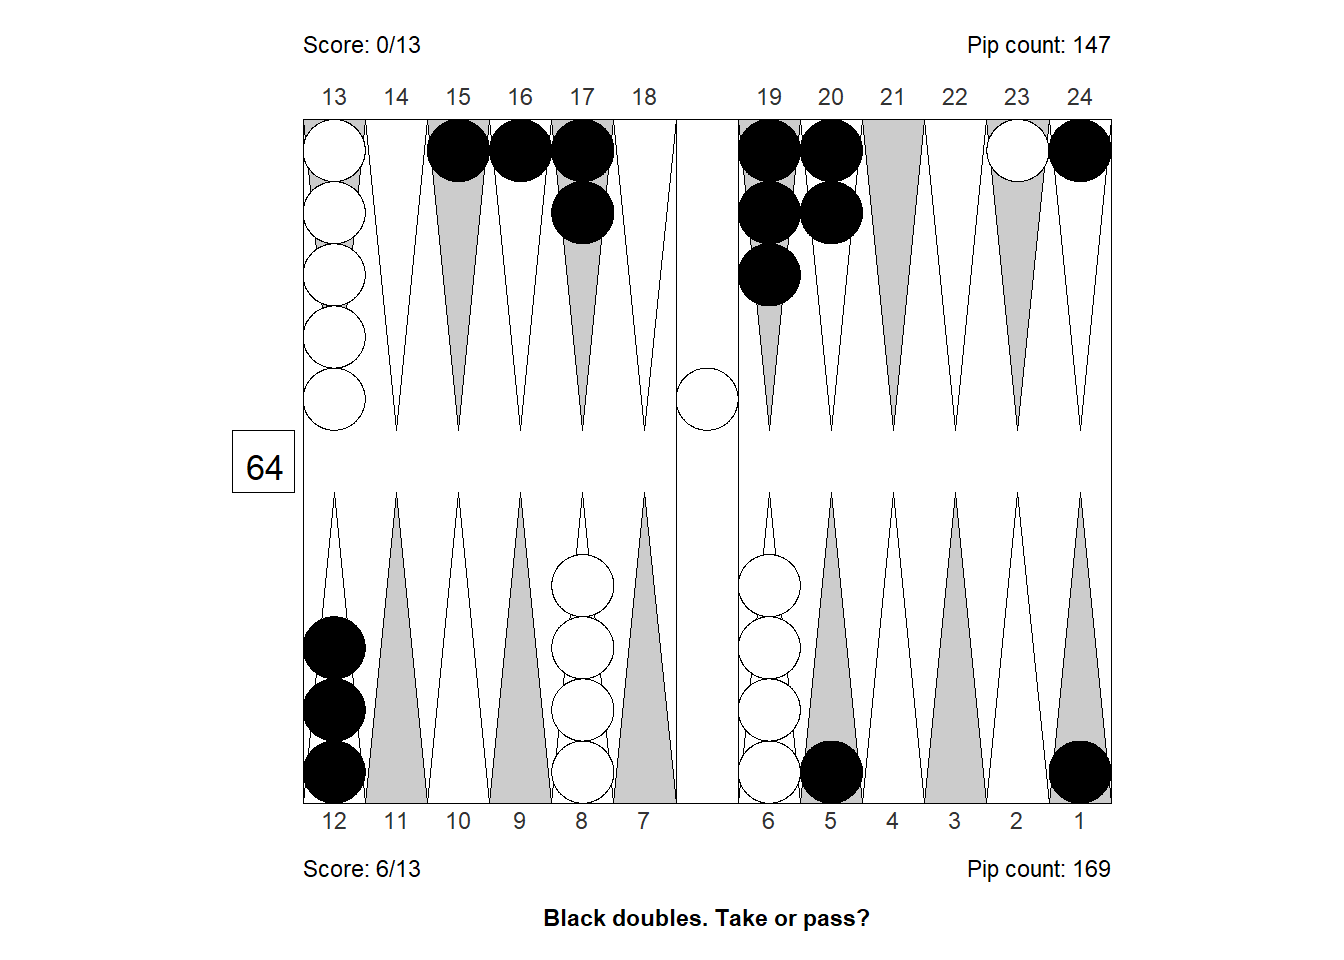 Score: 0/13 Pip count: 147
13 14 15 16 17 18 19 20 21 22 23 24
64
12 11 10 9 8 7 6 5 4 3 2 1
Score: 6/13 Pip count: 169
Black doubles. Take or pass?